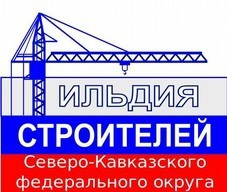 ИЛЬДИЯ
СТРОИТЕЛЕЙ
Северо-Кавказского
федерального округа